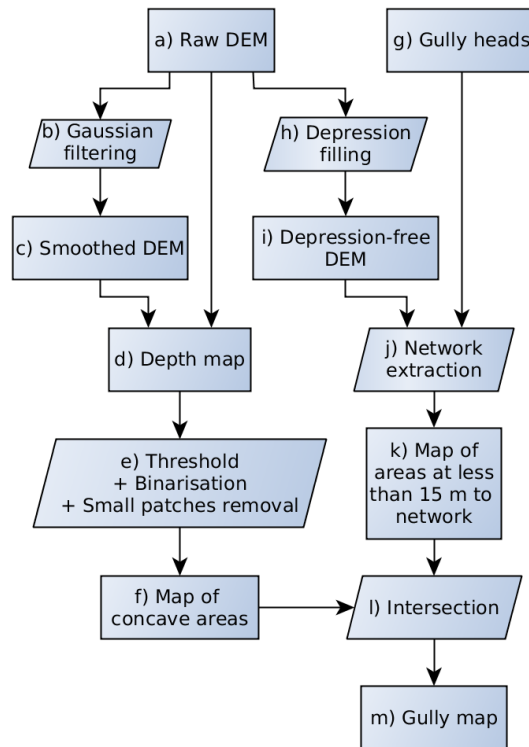 a) Raw DEM
g) Gully heads
b) Gaussian
filtering
h) Depression
filling
c) Smoothed DEM
i) Depression-free
DEM
d) Depth map
j) Network
extraction
e) Threshold
+ Binarisation
+ Small patches removal
k) Map of
areas at less
than 15 m to
network
f) Map of
concave areas
l) Intersection
m) Gully map